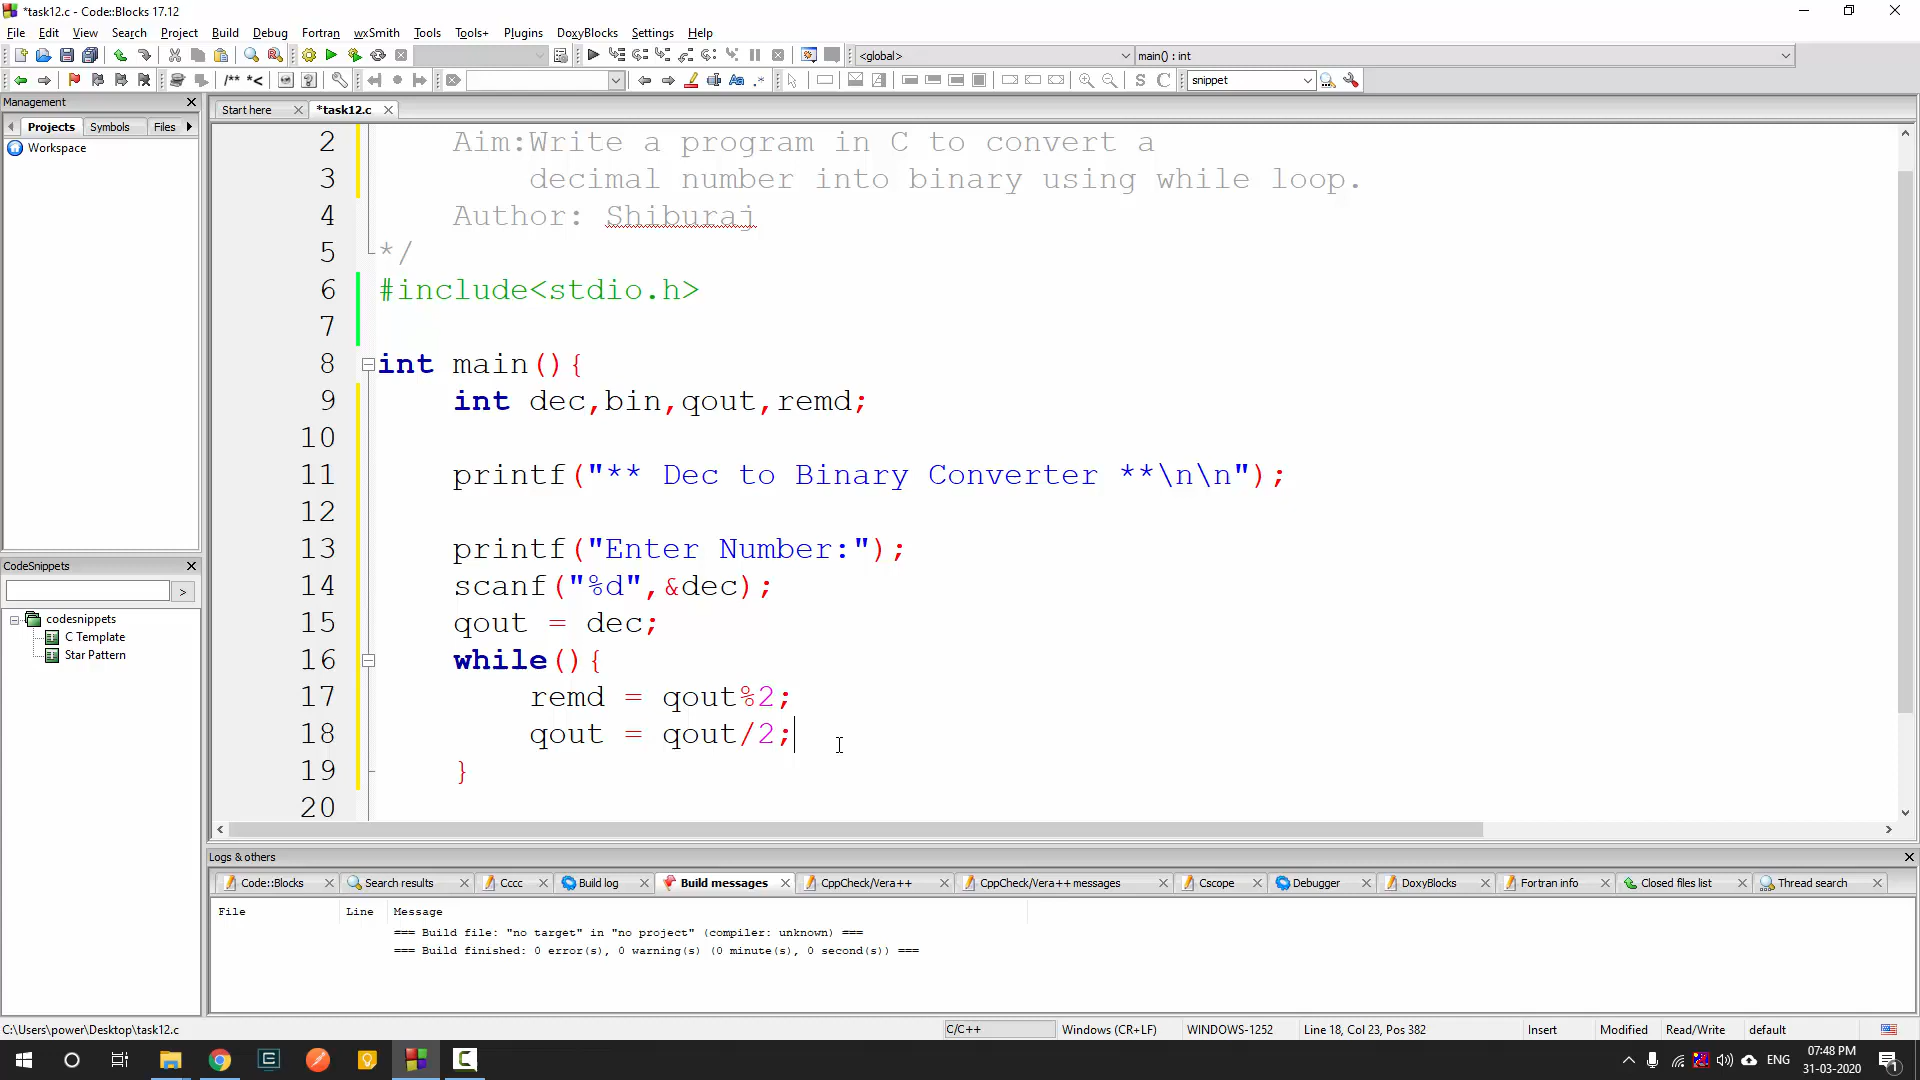 *task12.c - Code::Blocks 17.12
File Edit View Search Project Build Debug Fortran wxSmith Tools Tools+ Plugins DoxyBlocks Settings Help
<global> main() : int
/** *< .* S C snippet
Management
Start here *task12.c
Projects Symbols Files
Workspace
2 Aim:Write a program in C to convert a
3 decimal number into binary using while loop.
4 Author: Shiburaj
5 */
6 #include<stdio.h>
7
8 int main(){
9 int dec,bin,qout,remd;
10
11 printf("** Dec to Binary Converter **\n\n");
12
13 printf("Enter Number:");
14 scanf("%d",&dec);
15 qout = dec;
16 while(){
17 remd = qout%2;
18 qout = qout/2;
19 }
20
CodeSnippets
>
codesnippets
C Template
Star Pattern
Logs & others
Code::Blocks Search results Cccc Build log Build messages CppCheck/Vera++ CppCheck/Vera++ messages Cscope Debugger DoxyBlocks Fortran info Closed files list Thread search
File Line Message
=== Build file: "no target" in "no project" (compiler: unknown) ===
=== Build finished: 0 error(s), 0 warning(s) (0 minute(s), 0 second(s)) ===
C:\Users\power\Desktop\task12.c C/C++ Windows (CR+LF) WINDOWS-1252 Line 18, Col 23, Pos 382 Insert Modified Read/Write default
ENG
07:48 PM
31-03-2020
1